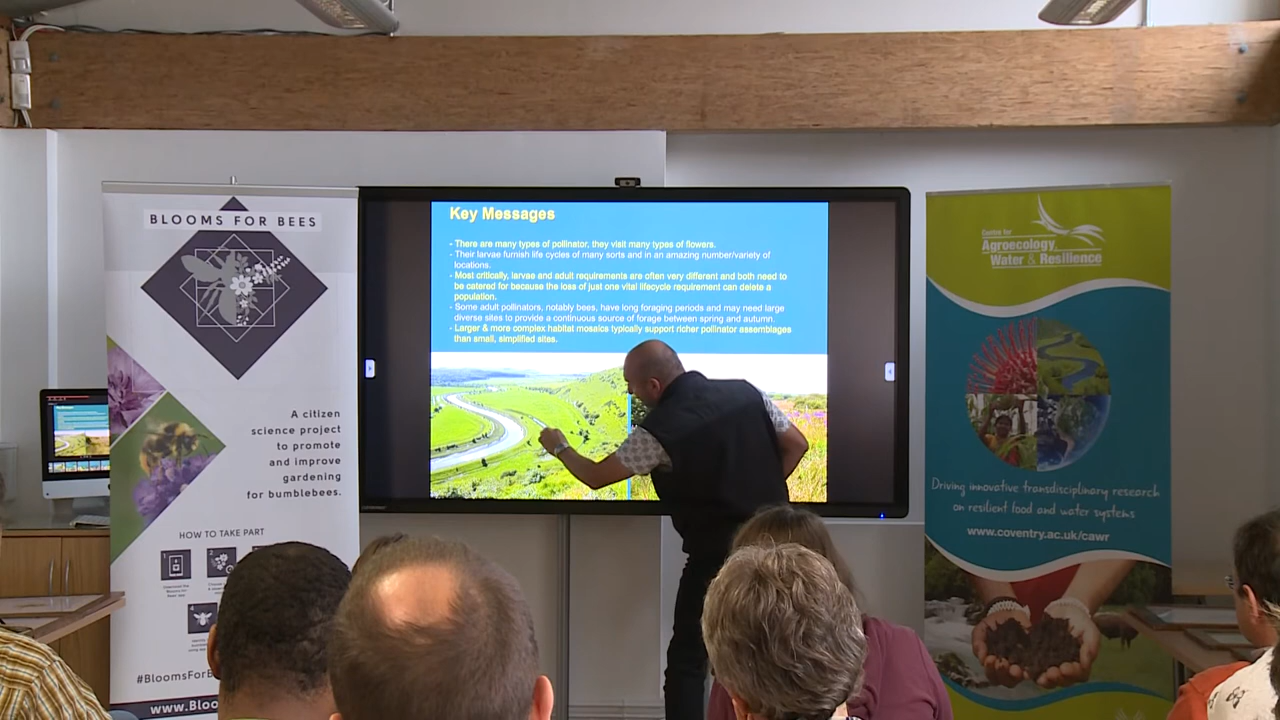 BLOOMS FOR BEES
A citizen
science project
to promote
and improve
gardening
for bumblebees.
HOW TO TAKE PART
#BloomsForB
www.Bloo
Key Messages
- There are many types of pollinator, they visit many types of flowers.
- Their larvae furnish life cycles of many sorts and in an amazing number/variety of
locations.
- Most critically, larvae and adult requirements are often very different and both need to
be catered for because the loss of just one vital lifecycle requirement can delete a
population.
- Some adult pollinators, notably bees, have long foraging periods and may need large
diverse sites to provide a continuous source of forage between spring and autumn.
- Larger & more complex habitat mosaics typically support richer pollinator assemblages
than small, simplified sites.
Centre for
Agroecology,
Water & Resilience
Driving innovative transdisciplinary research
on resilient food and water systems
www.coventry.ac.uk/cawr